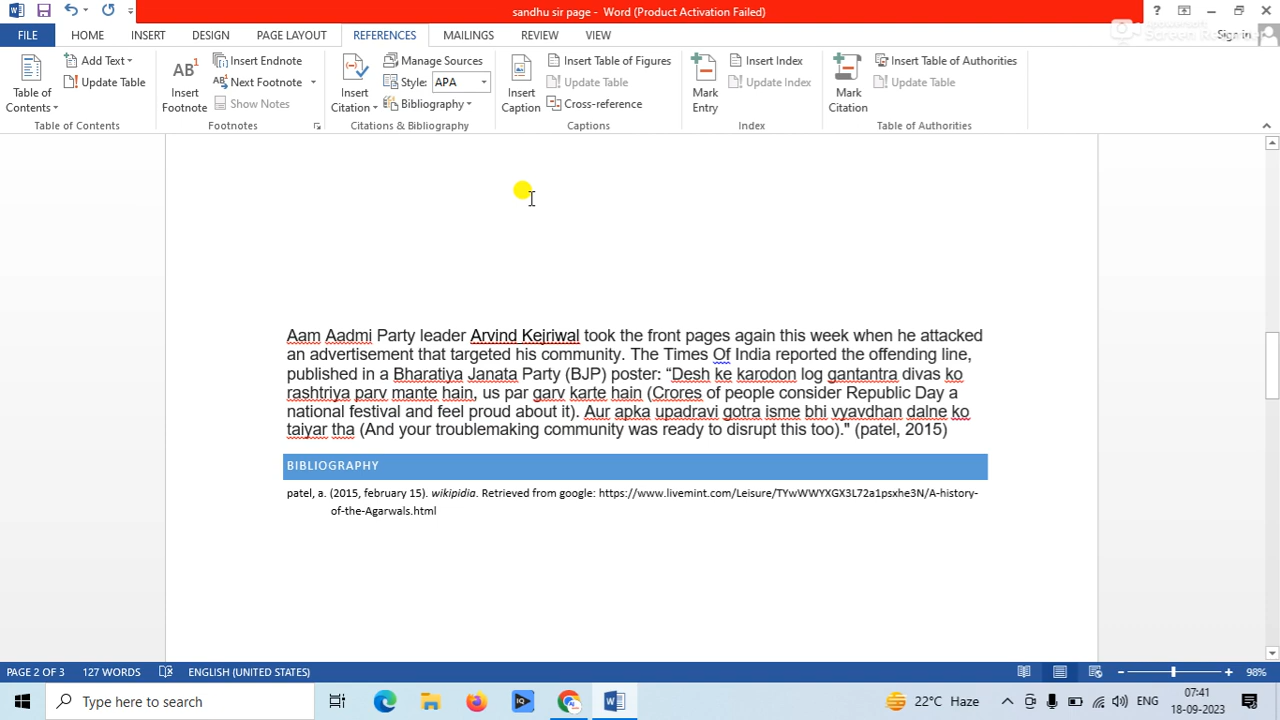 sandhu sir page - Word (Product Activation Failed)
FILE HOME INSERT DESIGN PAGE LAYOUT REFERENCES MAILINGS REVIEW VIEW Sign in
Table of Contents
Add Text
Update Table
Table of Contents
AB1 Insert Footnote
Insert Endnote
Next Footnote
Show Notes
Footnotes
Insert Citation
Manage Sources
Style: APA
Bibliography
Citations & Bibliography
Insert Caption
Insert Table of Figures
Update Table
Cross-reference
Captions
Mark Entry
Insert Index
Update Index
Index
Mark Citation
Insert Table of Authorities
Update Table
Table of Authorities
Aam Aadmi Party leader Arvind Kejriwal took the front pages again this week when he attacked
an advertisement that targeted his community. The Times Of India reported the offending line,
published in a Bharatiya Janata Party (BJP) poster: “Desh ke karodon log gantantra divas ko
rashtriya parv mante hain, us par garv karte hain (Crores of people consider Republic Day a
national festival and feel proud about it). Aur apka upadravi gotra isme bhi vyavdhan dalne ko
taiyar tha (And your troublemaking community was ready to disrupt this too)." (patel, 2015)
BIBLIOGRAPHY
patel, a. (2015, february 15). wikipidia. Retrieved from google: https://www.livemint.com/Leisure/TYwWWYXGX3L72a1psxhe3N/A-history-
of-the-Agarwals.html
PAGE 2 OF 3 127 WORDS ENGLISH (UNITED STATES) 98%
Type here to search
22°C Haze
ENG
07:41
18-09-2023